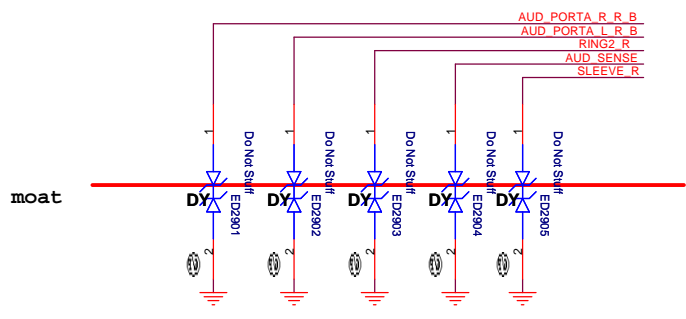 AUD_PORTA_R_R_B
AUD_PORTA_L_R_B
RING2_R
AUD_SENSE
SLEEVE_R
1
1
1
1
1
Do Not Stuff
Do Not Stuff
Do Not Stuff
Do Not Stuff
Do Not Stuff
moat
DY
DY
DY
DY
DY
ED2901
ED2902
ED2903
ED2904
ED2905
2
2
2
2
2